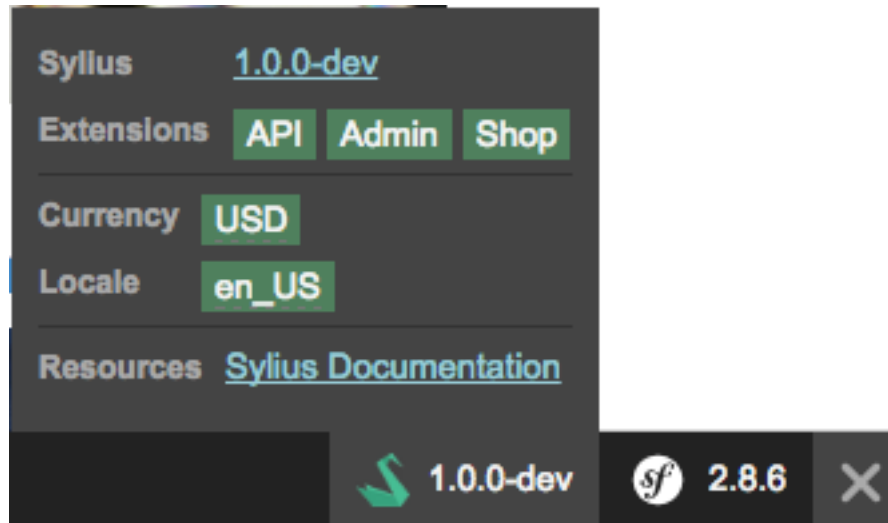 Sylius 1.0.0-dev
Extensions API Admin Shop
Currency USD
Locale en_US
Resources Sylius Documentation
1.0.0-dev sf 2.8.6